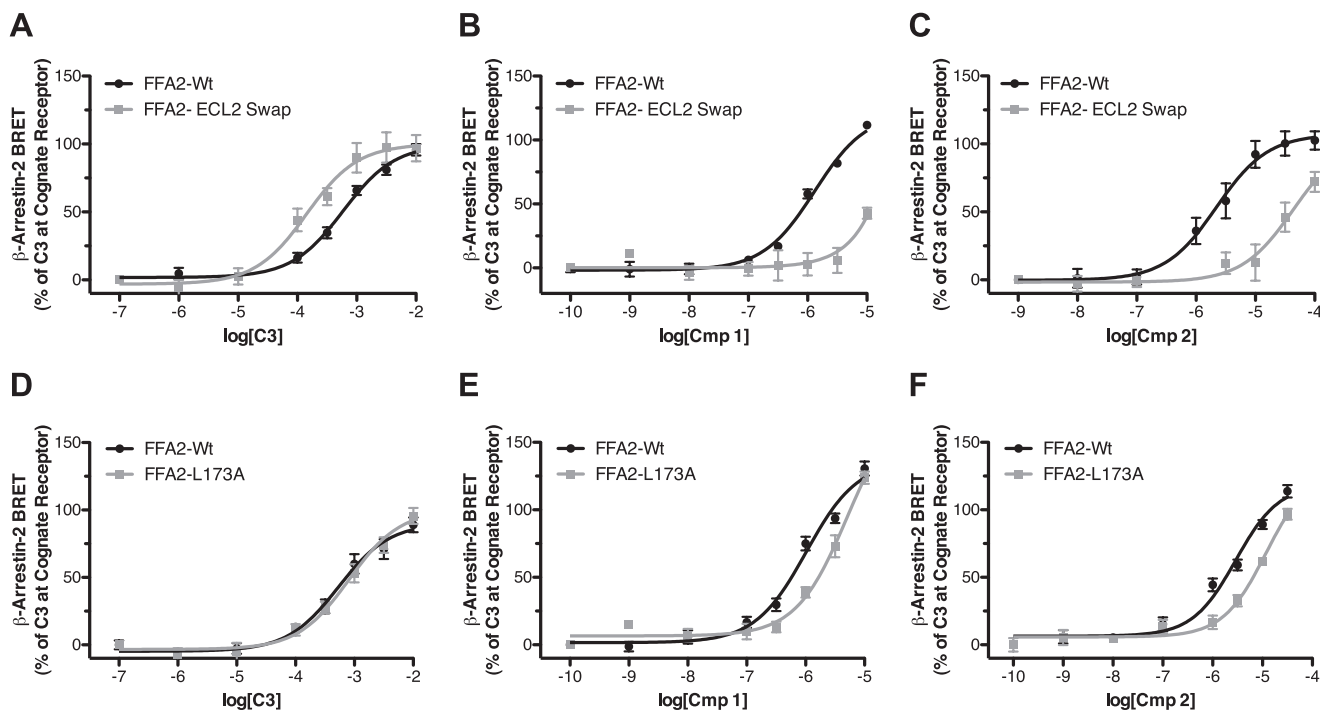 A
β-Arrestin-2 BRET
(% of C3 at Cognate Receptor)
150
100
50
0
FFA2-Wt
FFA2- ECL2 Swap
-7 -6 -5 -4 -3 -2
log[C3]
B
β-Arrestin-2 BRET
(% of C3 at Cognate Receptor)
150
100
50
0
FFA2-Wt
FFA2- ECL2 Swap
-10 -9 -8 -7 -6 -5
log[Cmp 1]
C
β-Arrestin-2 BRET
(% of C3 at Cognate Receptor)
150
100
50
0
FFA2-Wt
FFA2- ECL2 Swap
-9 -8 -7 -6 -5 -4
log[Cmp 2]
D
β-Arrestin-2 BRET
(% of C3 at Cognate Receptor)
150
100
50
0
FFA2-Wt
FFA2-L173A
-7 -6 -5 -4 -3 -2
log[C3]
E
β-Arrestin-2 BRET
(% of C3 at Cognate Receptor)
150
100
50
0
FFA2-Wt
FFA2-L173A
-10 -9 -8 -7 -6 -5
log[Cmp 1]
F
β-Arrestin-2 BRET
(% of C3 at Cognate Receptor)
150
100
50
0
FFA2-Wt
FFA2-L173A
-10 -9 -8 -7 -6 -5 -4
log[Cmp 2]